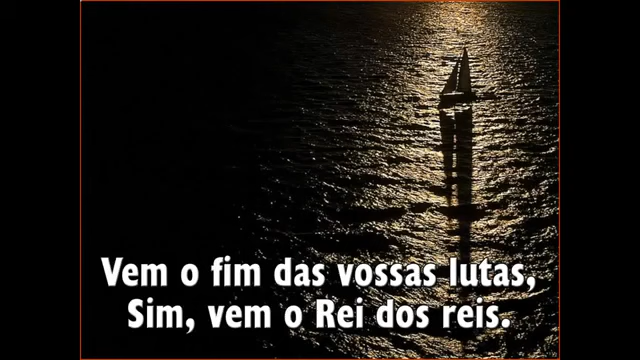 Vem o fim das vossas lutas,
Sim, vem o Rei dos reis.